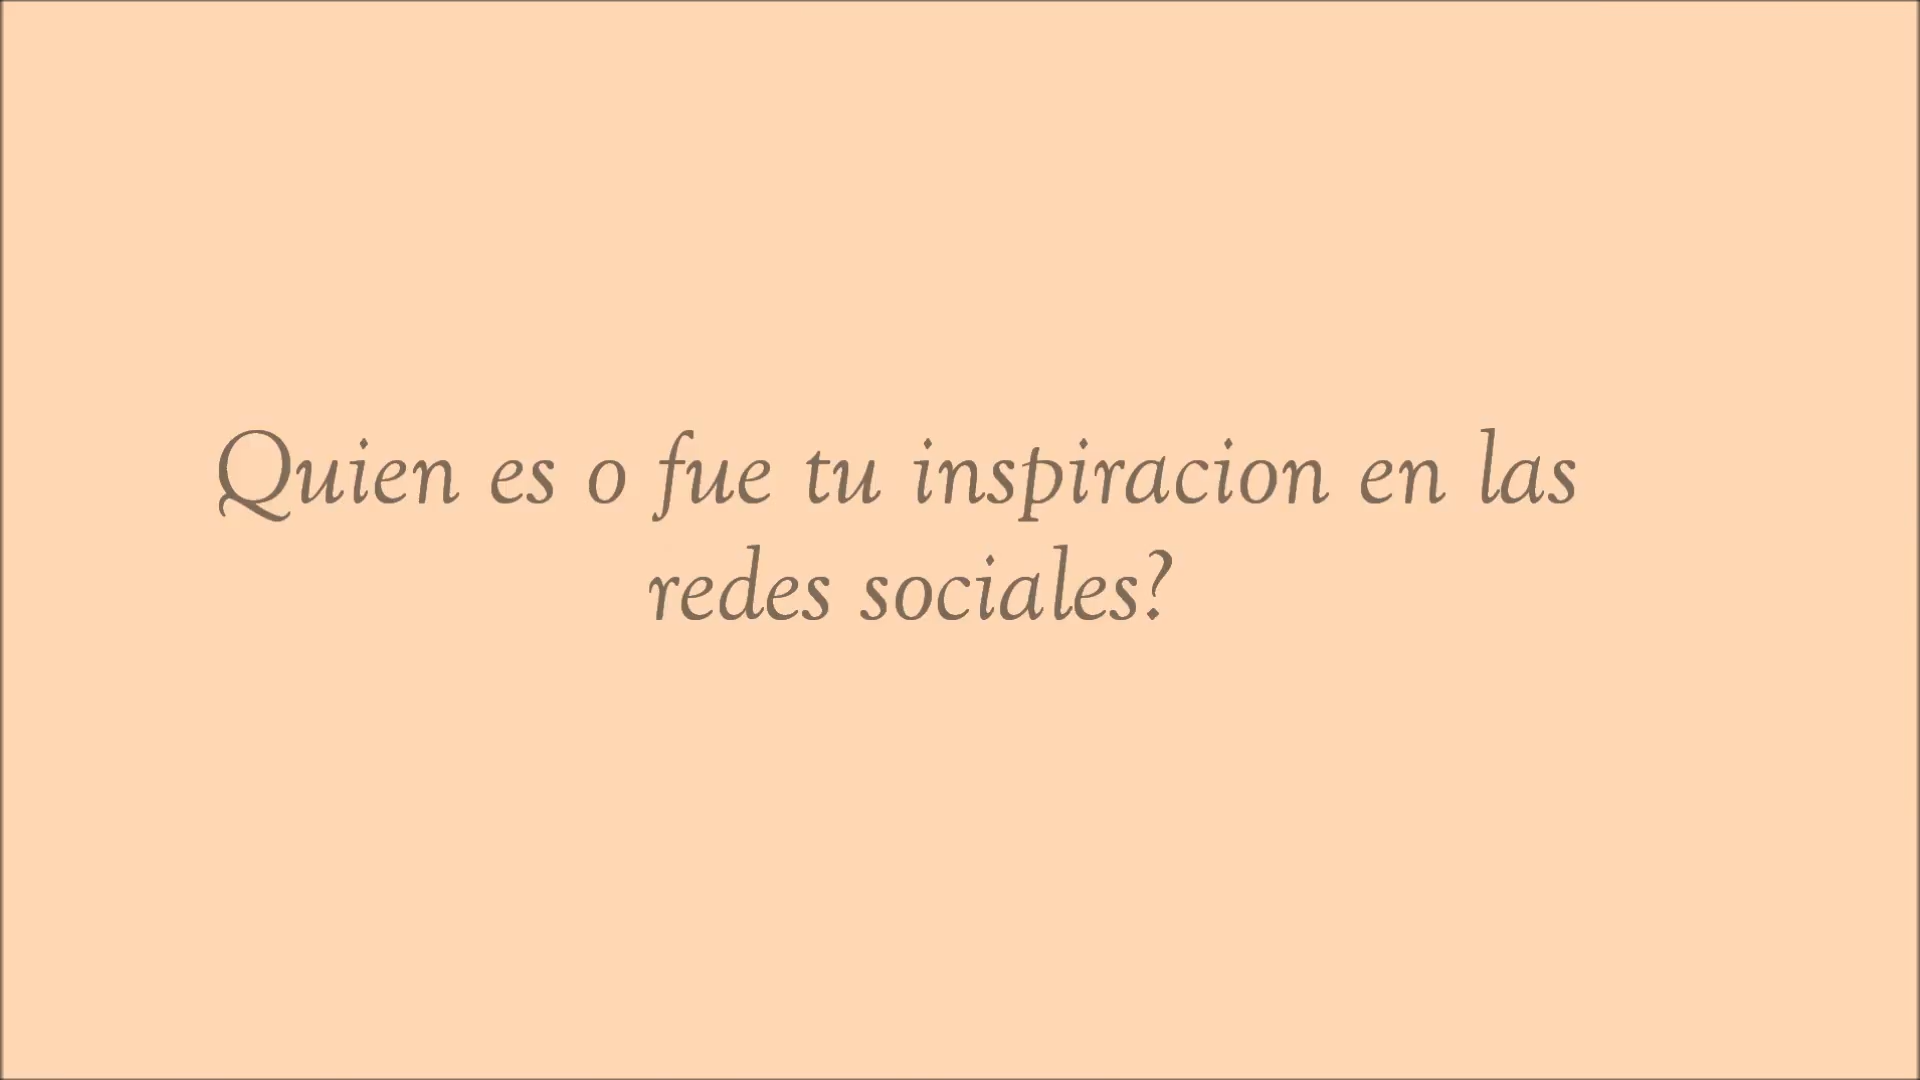 Quien es o fue tu inspiracion en las
redes sociales?